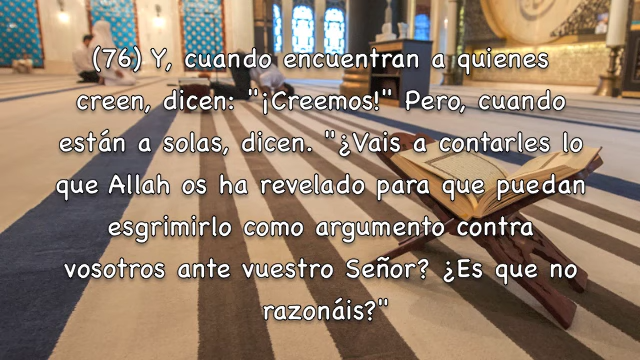 (76) Y, cuando encuentran a quienes
creen, dicen: "¡Creemos!" Pero, cuando
están a solas, dicen. "¿Vais a contarles lo
que Allah os ha revelado para que puedan
esgrimirlo como argumento contra
vosotros ante vuestro Señor? ¿Es que no
razonáis?"